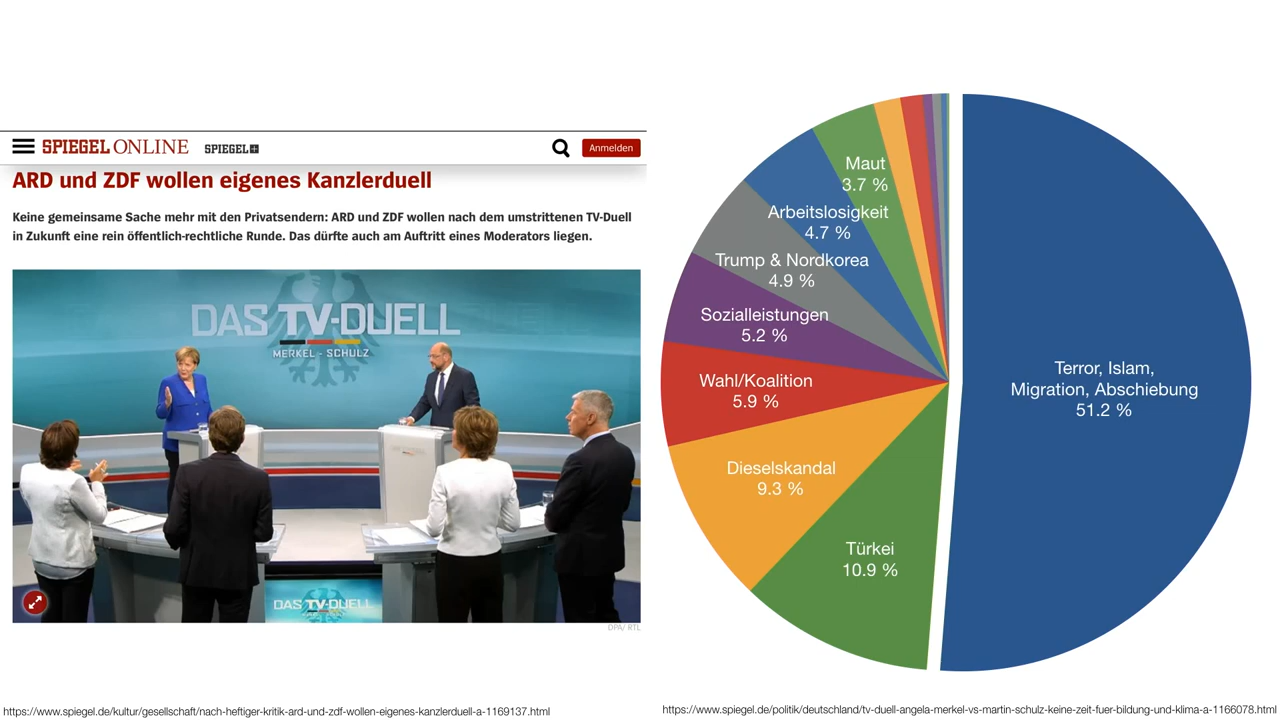 SPIEGEL ONLINE SPIEGEL+
Anmelden
ARD und ZDF wollen eigenes Kanzlerduell
Keine gemeinsame Sache mehr mit den Privatsendern: ARD und ZDF wollen nach dem umstrittenen TV-Duell
in Zukunft eine rein öffentlich-rechtliche Runde. Das dürfte auch am Auftritt eines Moderators liegen.
DAS TV-DUELL
MERKEL - SCHULZ
DAS TV-DUELL
DPA/ RTL
https://www.spiegel.de/kultur/gesellschaft/nach-heftiger-kritik-ard-und-zdf-wollen-eigenes-kanzlerduell-a-1169137.html
Maut
3.7 %
Arbeitslosigkeit
4.7 %
Trump & Nordkorea
4.9 %
Sozialleistungen
5.2 %
Wahl/Koalition
5.9 %
Dieselskandal
9.3 %
Türkei
10.9 %
Terror, Islam,
Migration, Abschiebung
51.2 %
https://www.spiegel.de/politik/deutschland/tv-duell-angela-merkel-vs-martin-schulz-keine-zeit-fuer-bildung-und-klima-a-1166078.html